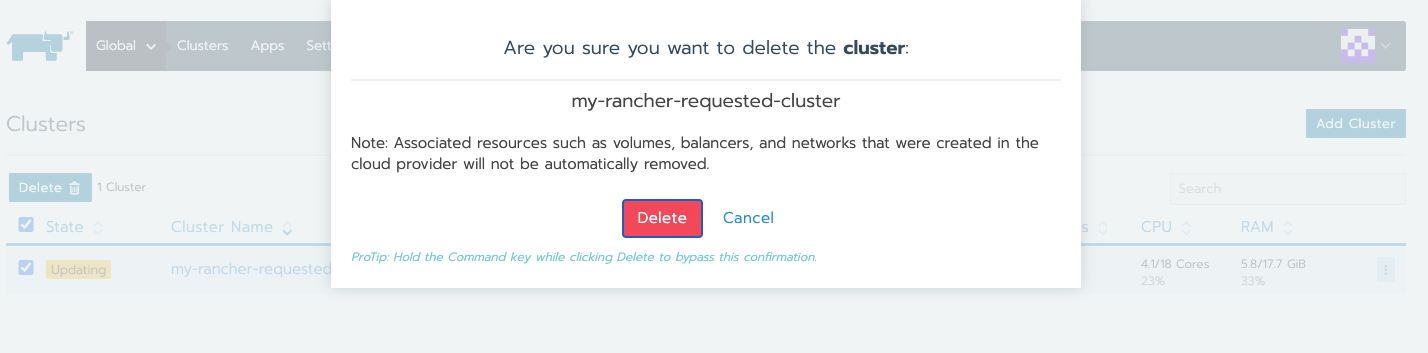 Global
Clusters
Apps
Are you sure you want to delete the cluster:
my-rancher-requested-cluster
Note: Associated resources such as volumes, balancers, and networks that were created in the
cloud provider will not be automatically removed.
Delete Cancel
ProTip: Hold the Command key while clicking Delete to bypass this confirmation.
Clusters
Add Cluster
Delete 1 Cluster
Search
State Cluster Name CPU RAM
Updating my-rancher-requested 4.1/18 Cores 5.8/17.7 GiB
23% 33%